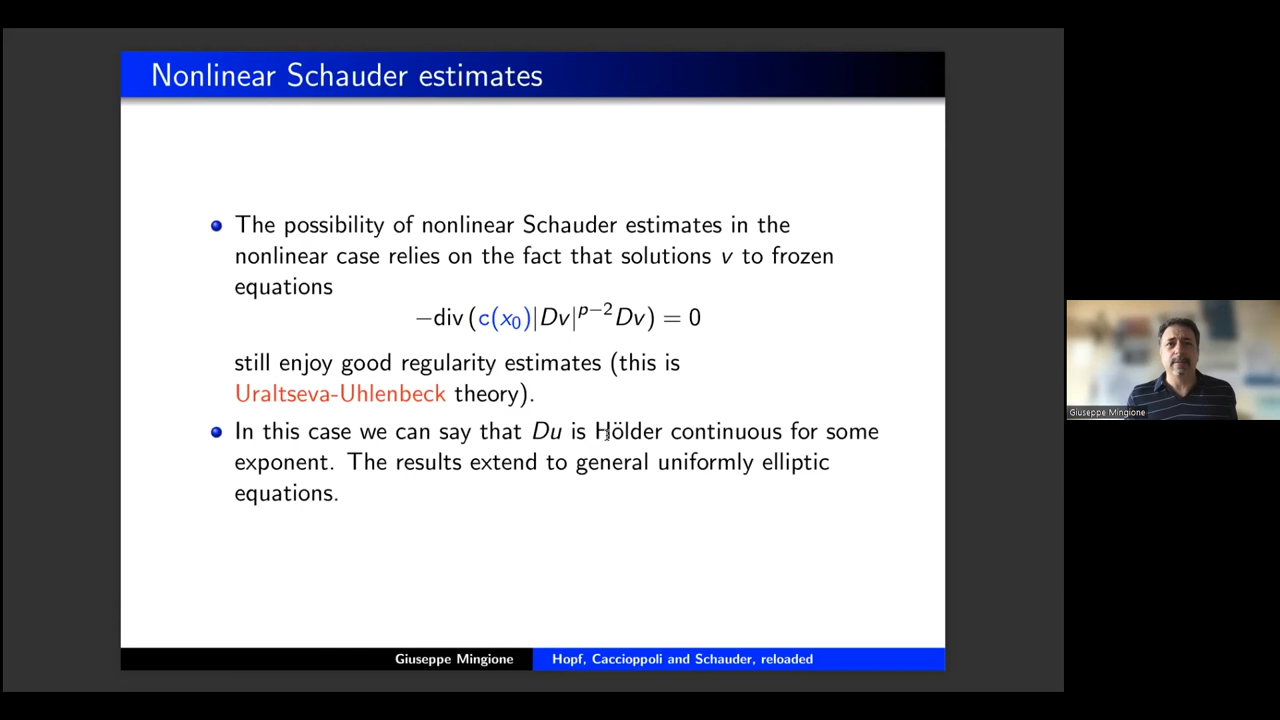 Nonlinear Schauder estimates
The possibility of nonlinear Schauder estimates in the
nonlinear case relies on the fact that solutions v to frozen
equations
−div (c(x₀)|Dv|ᵖ⁻²Dv) = 0
still enjoy good regularity estimates (this is
Uraltseva-Uhlenbeck theory).
In this case we can say that Du is Hölder continuous for some
exponent. The results extend to general uniformly elliptic
equations.
Giuseppe Mingione
Hopf, Caccioppoli and Schauder, reloaded
Giuseppe Mingione